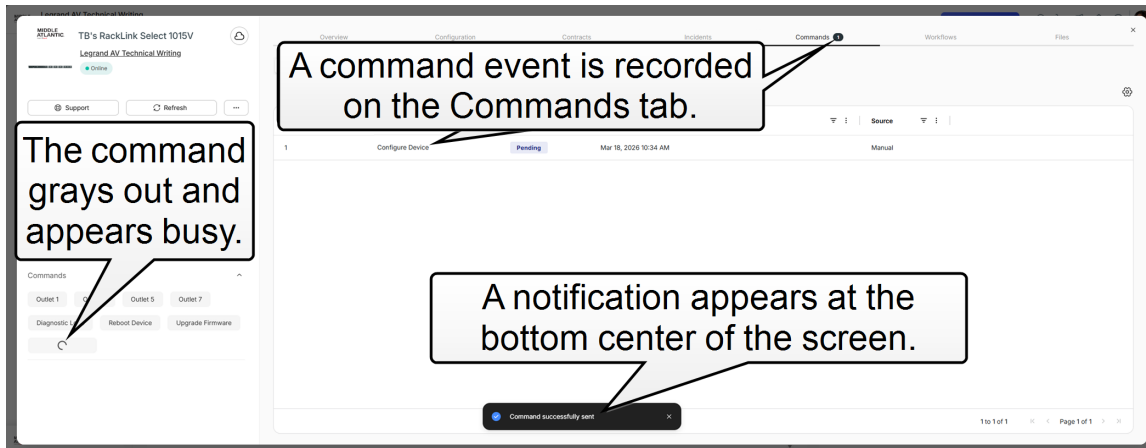 Legrand AV Technical Writing
MIDDLE
ATLANTIC
TB's RackLink Select 1015V
Legrand AV Technical Writing
Online
Support
Refresh
Overview
Configuration
Contracts
Incidents
Commands 1
Workflows
Files
A command event is recorded
on the Commands tab.
Source
1
Configure Device
Pending
Mar 18, 2026 10:34 AM
Manual
The command
grays out and
appears busy.
Commands
Outlet 1
Outlet 5
Outlet 7
Diagnostic
Reboot Device
Upgrade Firmware
A notification appears at the
bottom center of the screen.
Command successfully sent
1 to 1 of 1
Page 1 of 1